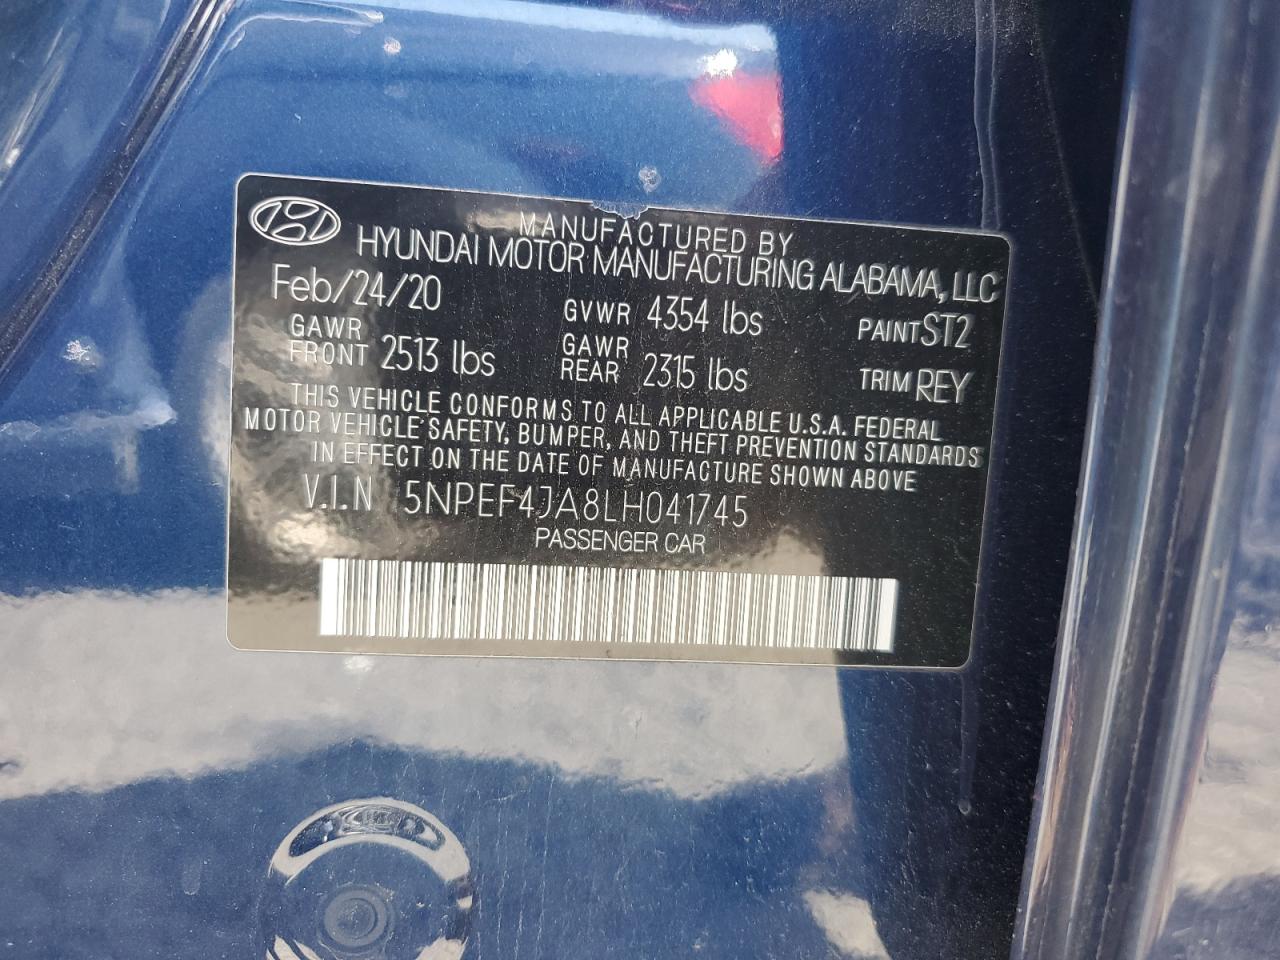 MANUFACTURED BY
HYUNDAI MOTOR MANUFACTURING ALABAMA, LLC
Feb/24/20 GVWR 4354 lbs PAINT ST2
GAWR FRONT 2513 lbs GAWR REAR 2315 lbs TRIM REY
THIS VEHICLE CONFORMS TO ALL APPLICABLE U.S.A. FEDERAL
MOTOR VEHICLE SAFETY, BUMPER, AND THEFT PREVENTION STANDARDS
IN EFFECT ON THE DATE OF MANUFACTURE SHOWN ABOVE
V.I.N 5NPEF4JA8LH041745
PASSENGER CAR